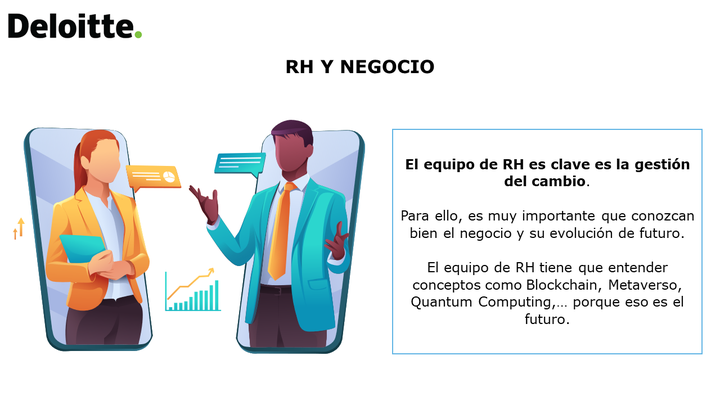 Deloitte.
RH Y NEGOCIO
El equipo de RH es clave es la gestión
del cambio.
Para ello, es muy importante que conozcan
bien el negocio y su evolución de futuro.
El equipo de RH tiene que entender
conceptos como Blockchain, Metaverso,
Quantum Computing,... porque eso es el
futuro.